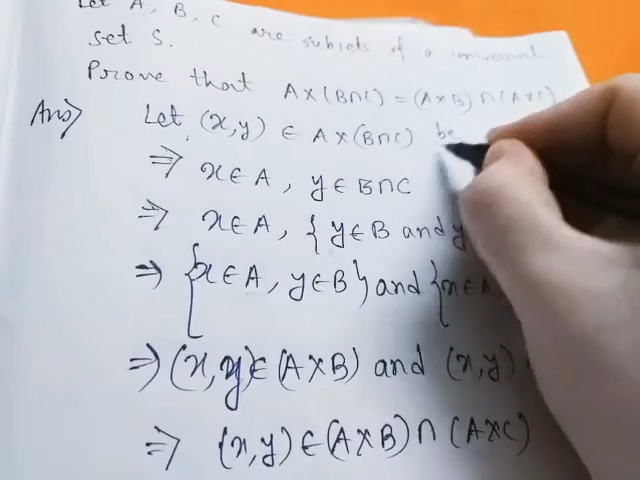 Let A, B, C are subsets of a universal
set S.
Prove that A×(B∩C) = (A×B)∩(A×C)
Ans> Let (x,y) ∈ A×(B∩C) be
⇒ x∈A, y∈B∩C
⇒ x∈A, {y∈B and y
⇒ {x∈A, y∈B} and {x∈A,
⇒ (x,y)∈(A×B) and (x,y)
⇒ (x,y)∈(A×B)∩(A×C)